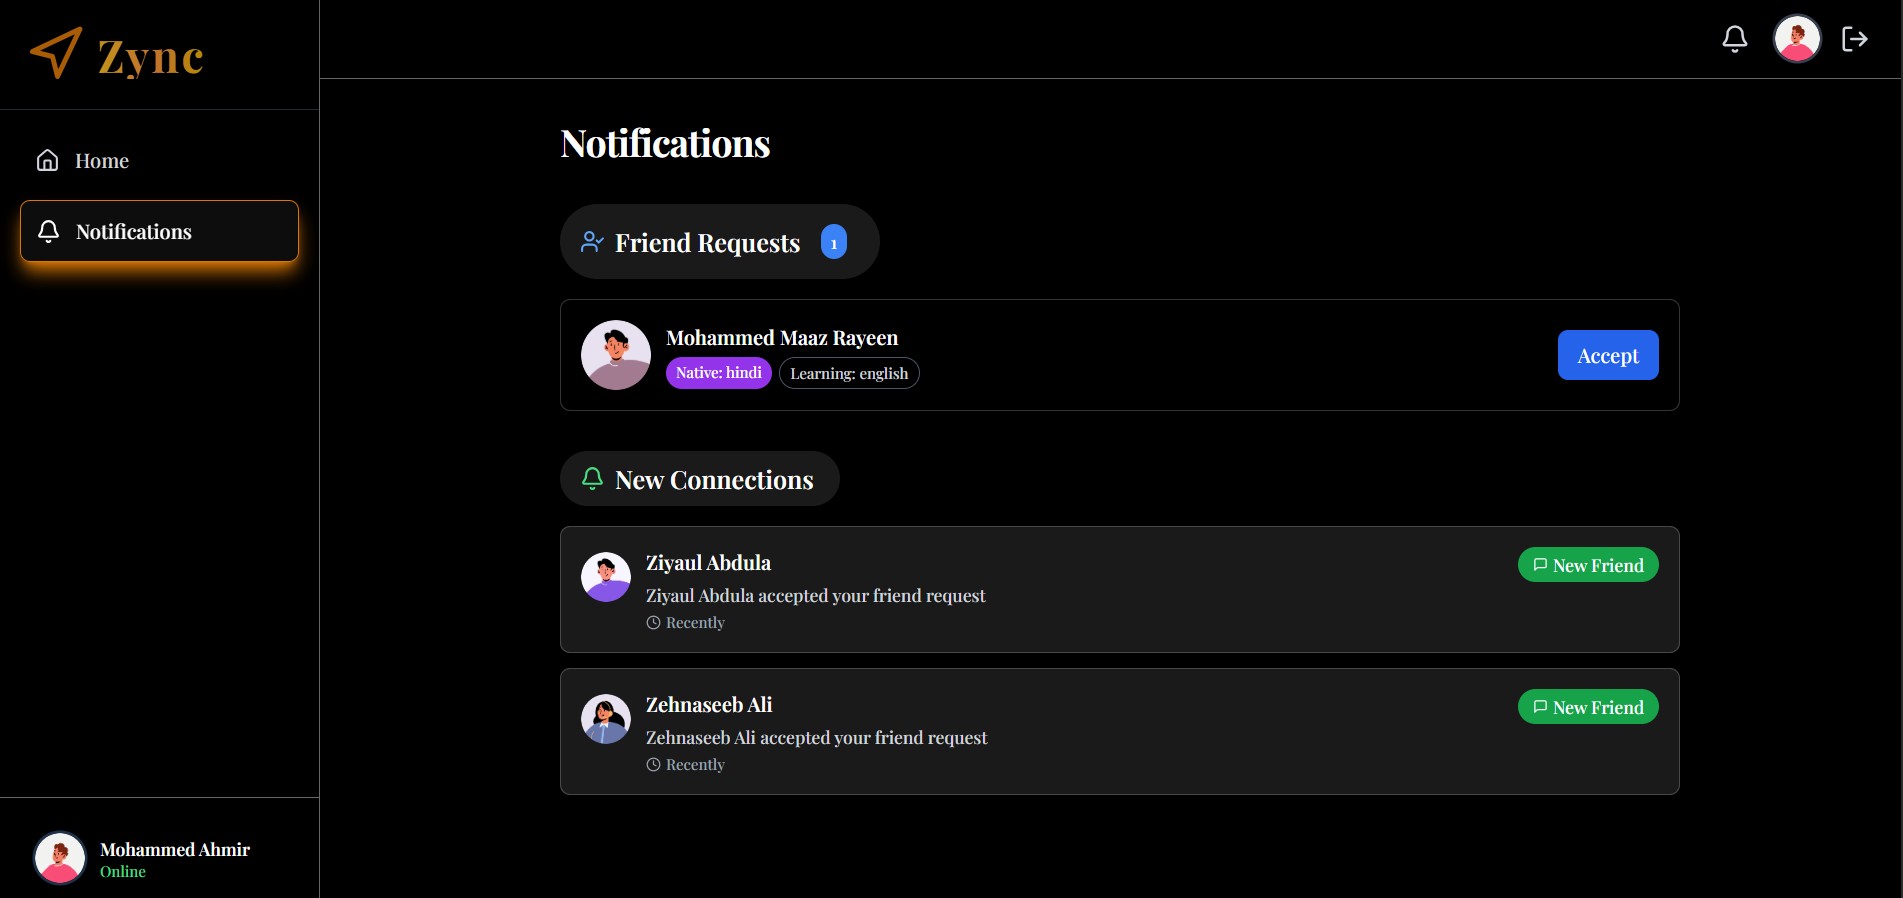 Zync
Home
Notifications
Notifications
Friend Requests 1
Mohammed Maaz Rayeen
Native: hindi Learning: english
Accept
New Connections
Ziyaul Abdula
New Friend
Ziyaul Abdula accepted your friend request
Recently
Zehnaseeb Ali
New Friend
Zehnaseeb Ali accepted your friend request
Recently
Mohammed Ahmir
Online